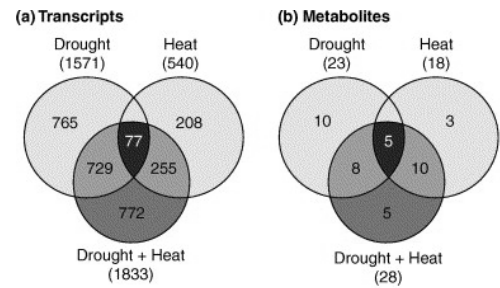 (a) Transcripts
Drought
(1571)
Heat
(540)
765
208
77
729
255
772
Drought + Heat
(1833)
(b) Metabolites
Drought
(23)
Heat
(18)
10
3
5
8
10
5
Drought + Heat
(28)